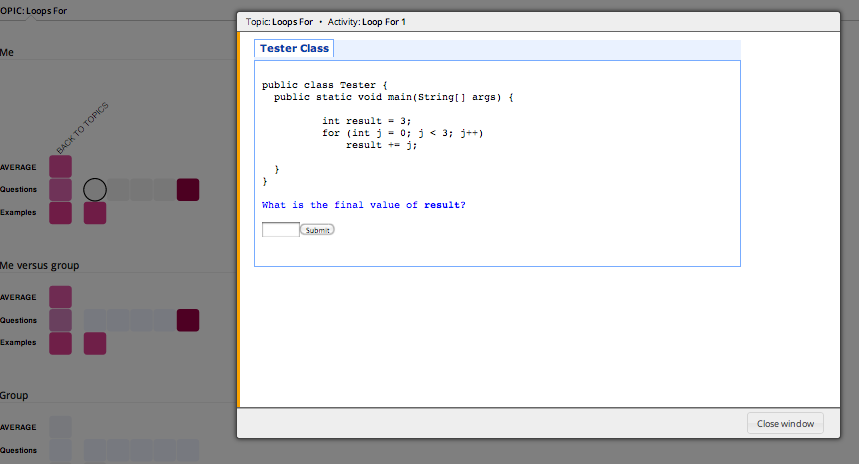 OPIC: Loops For
Me
BACK TO TOPICS
AVERAGE
Questions
Examples
Me versus group
AVERAGE
Questions
Examples
Group
AVERAGE
Questions
Topic: Loops For • Activity: Loop For 1
Tester Class
public class Tester {
public static void main(String[] args) {
int result = 3;
for (int j = 0; j < 3; j++)
result += j;
}
}
What is the final value of result?
Submit
Close window